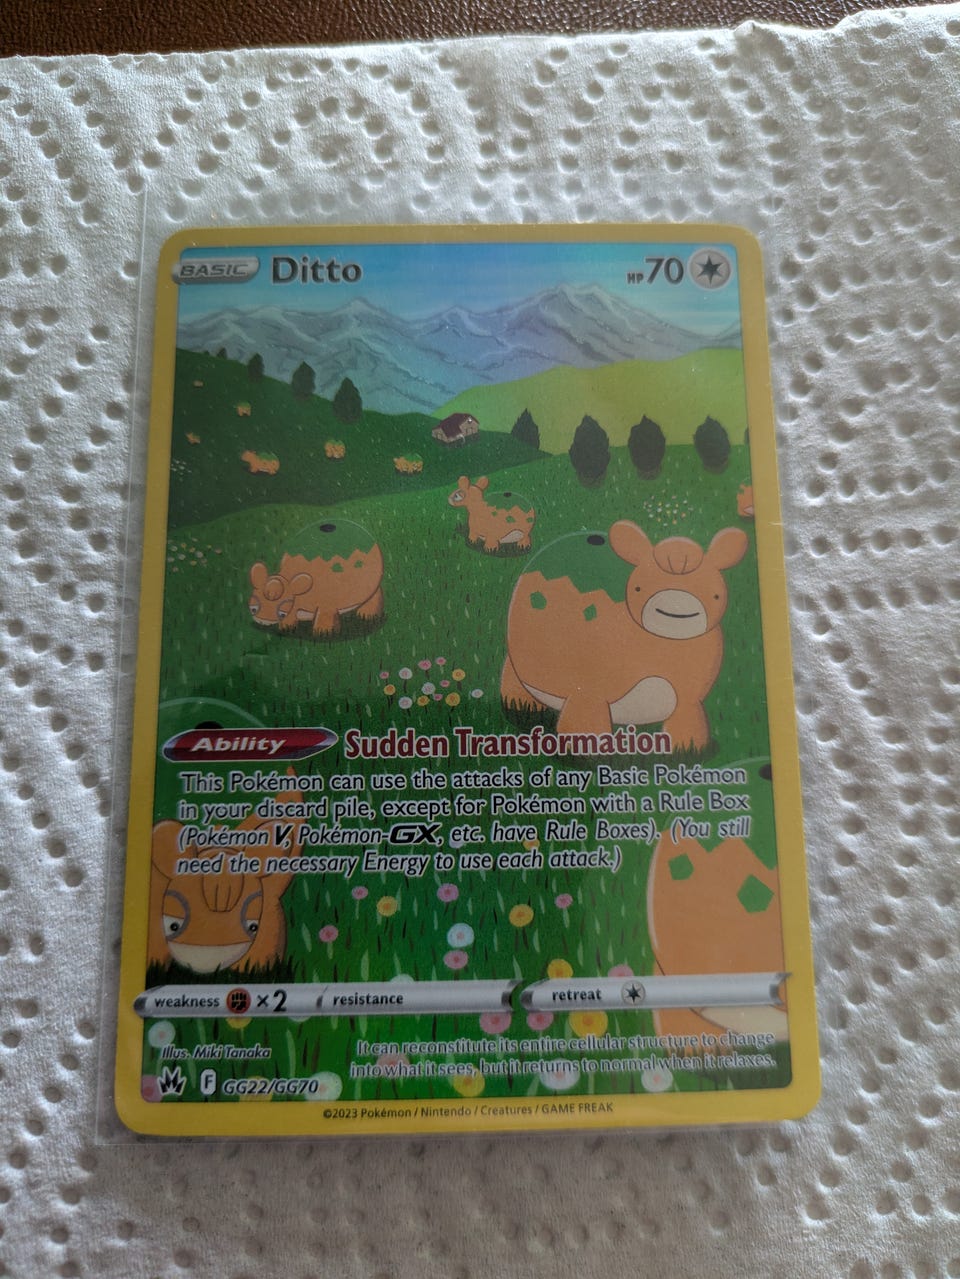 BASIC Ditto HP 70
Ability Sudden Transformation
This Pokémon can use the attacks of any Basic Pokémon
in your discard pile, except for Pokémon with a Rule Box
(Pokémon V, Pokémon-GX, etc. have Rule Boxes). (You still
need the necessary Energy to use each attack.)
weakness ×2 resistance retreat
Illus. Miki Tanaka
It can reconstitute its entire cellular structure to change
into what it sees, but it returns to normal when it relaxes.
F GG22/GG70
©2023 Pokémon / Nintendo / Creatures / GAME FREAK